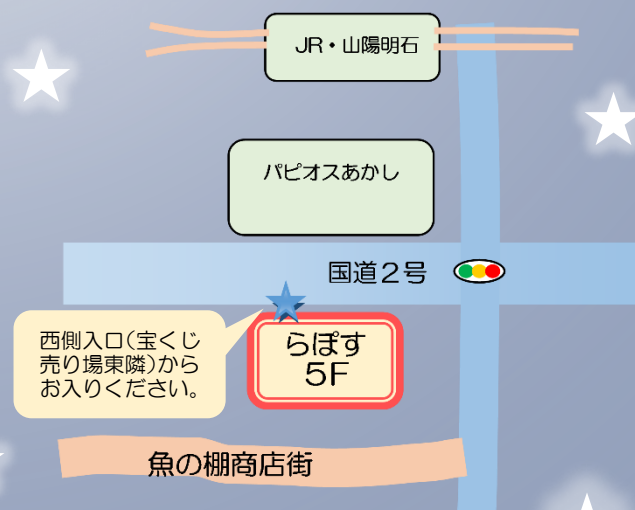 JR・山陽明石
パピオスあかし
国道2号
西側入口(宝くじ
売り場東隣)から
お入りください。
らぽす
5F
魚の棚商店街